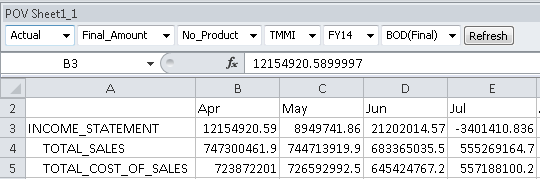 POV Sheet1_1
Actual Final_Amount No_Product TMMI FY14 BOD(Final) Refresh
B3 fx 12154920.5899997
A B C D E
2 Apr May Jun Jul
3 INCOME_STATEMENT 12154920.59 8949741.86 21202014.57 -3401410.836
4 TOTAL_SALES 747300461.9 744713919.9 683365035.5 555269164.7
5 TOTAL_COST_OF_SALES 723872201 726592992.5 645424767.2 557188100.2